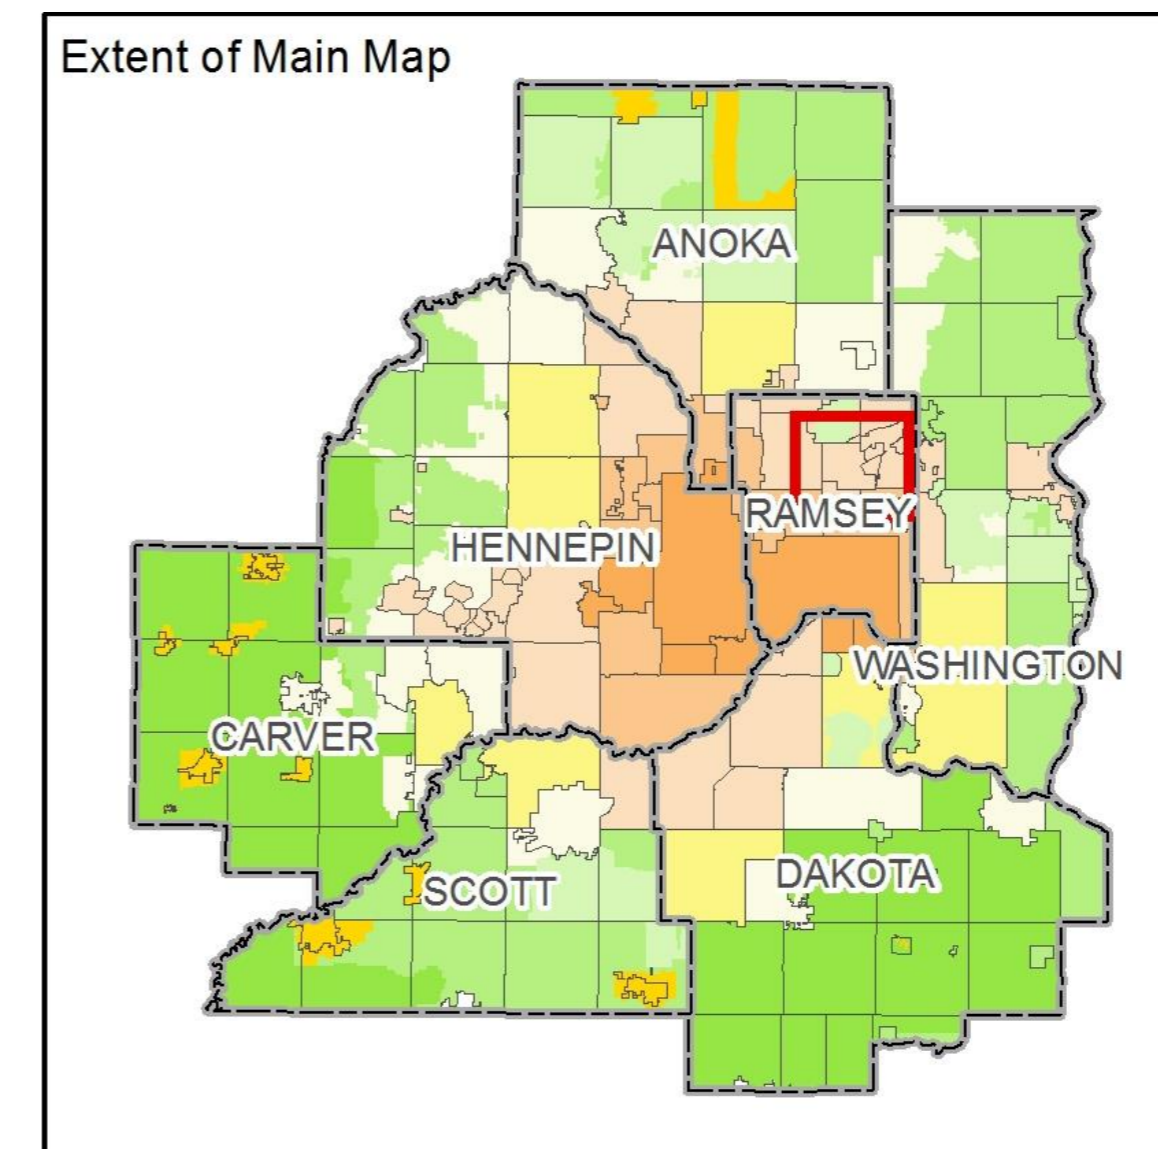 Extent of Main Map
ANOKA
RAMSEY
HENNEPIN
WASHINGTON
CARVER
SCOTT
DAKOTA